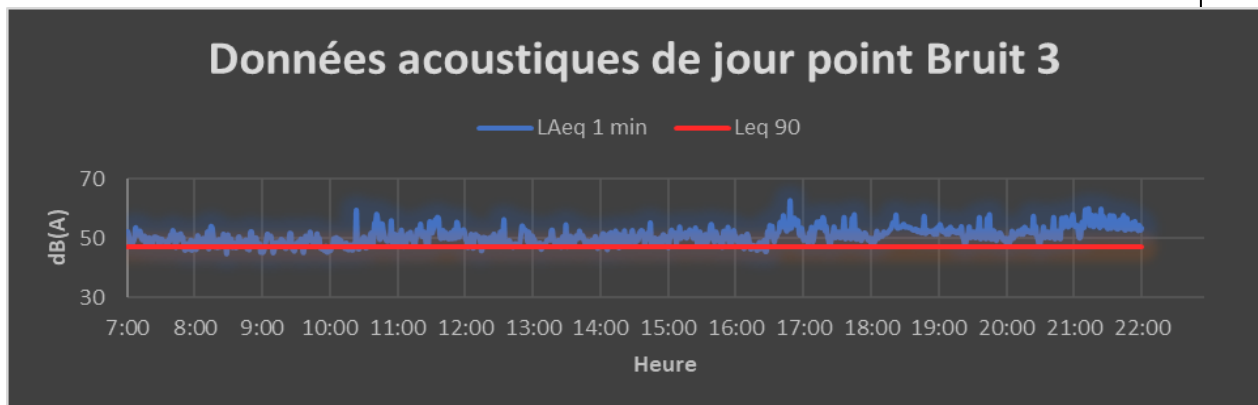 Données acoustiques de jour point Bruit 3
LAeq 1 min Leq 90
70
50
30
dB(A)
7:00 8:00 9:00 10:00 11:00 12:00 13:00 14:00 15:00 16:00 17:00 18:00 19:00 20:00 21:00 22:00
Heure